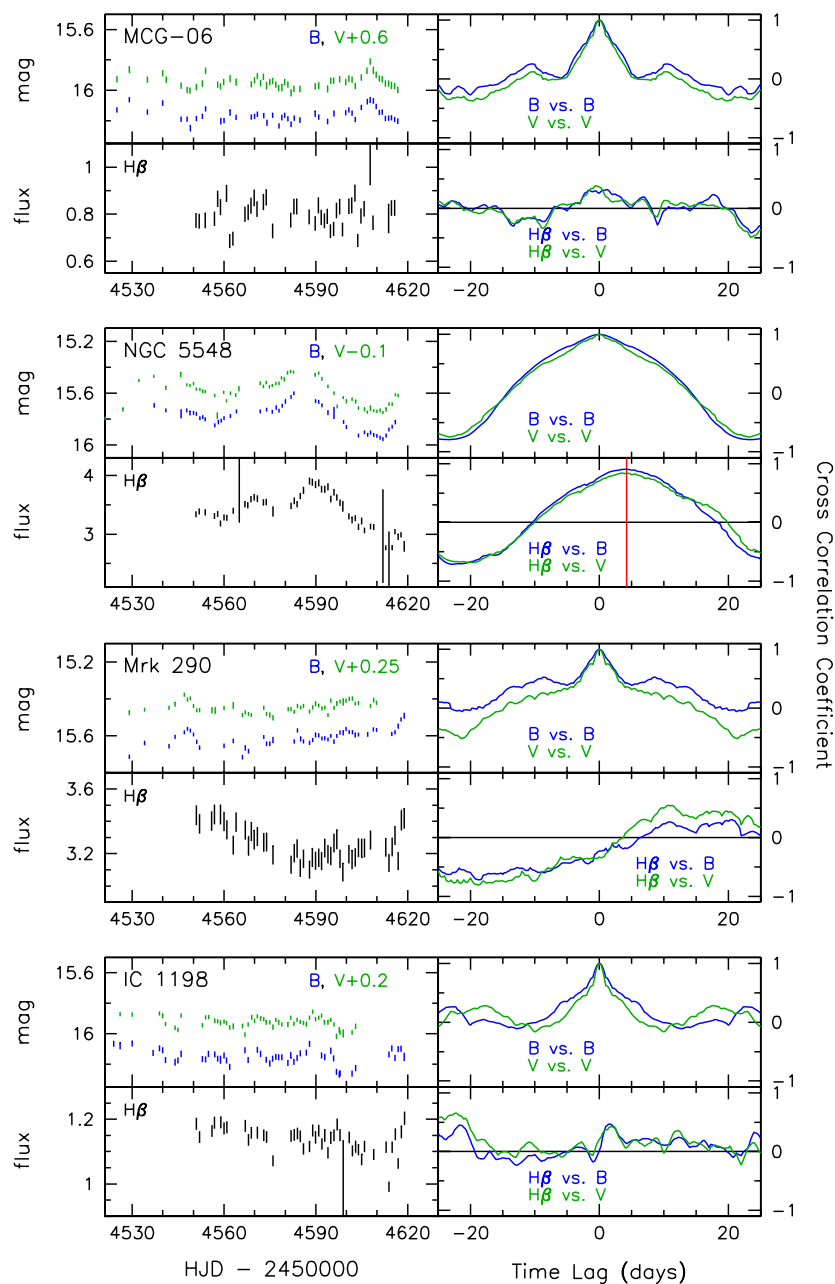 MCG−06
B, V+0.6
mag
15.6
16
B vs. B
V vs. V
1
0
−1
Hβ
flux
1
0.8
0.6
Hβ vs. B
Hβ vs. V
1
0
−1
4530 4560 4590 4620
−20 0 20
NGC 5548
B, V−0.1
mag
15.2
15.6
16
B vs. B
V vs. V
1
0
−1
Hβ
flux
4
3
Hβ vs. B
Hβ vs. V
1
0
−1
4530 4560 4590 4620
−20 0 20
Mrk 290
B, V+0.25
mag
15.2
15.6
B vs. B
V vs. V
1
0
−1
Hβ
flux
3.6
3.2
Hβ vs. B
Hβ vs. V
1
0
−1
4530 4560 4590 4620
−20 0 20
IC 1198
B, V+0.2
mag
15.6
16
B vs. B
V vs. V
1
0
−1
Hβ
flux
1.2
1
Hβ vs. B
Hβ vs. V
1
0
−1
4530 4560 4590 4620
−20 0 20
HJD − 2450000
Time Lag (days)
Cross Correlation Coefficient